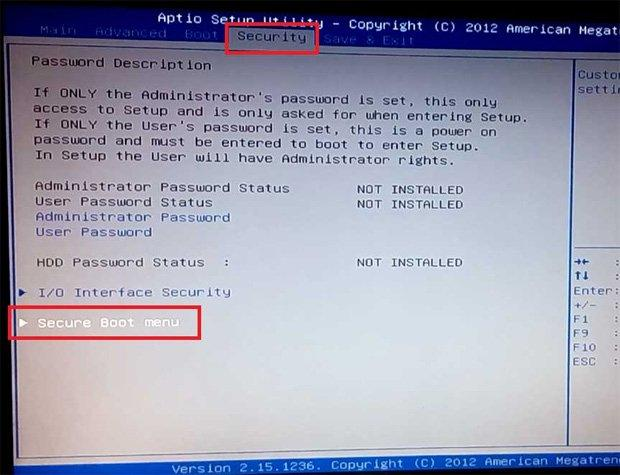 Aptio Setup Utility - Copyright (C) 2012 American Megatre
Main Advanced Boot Security Save & Exit
Password Description
Custo
setti
If ONLY the Administrator's password is set, this only
access to Setup and is only asked for when entering Setup.
If ONLY the User's password is set, this is a power on
password and must be entered to boot to enter Setup.
In Setup the User will have Administrator rights.
Administrator Password Status NOT INSTALLED
User Password Status NOT INSTALLED
Administrator Password
User Password
HDD Password Status : NOT INSTALLED
▶ I/O Interface Security
▶ Secure Boot menu
→← :
↑↓ :
Enter:
+/- :
F1 :
F9 :
F10 :
ESC :
Version 2.15.1236. Copyright (C) 2012 American Megatren